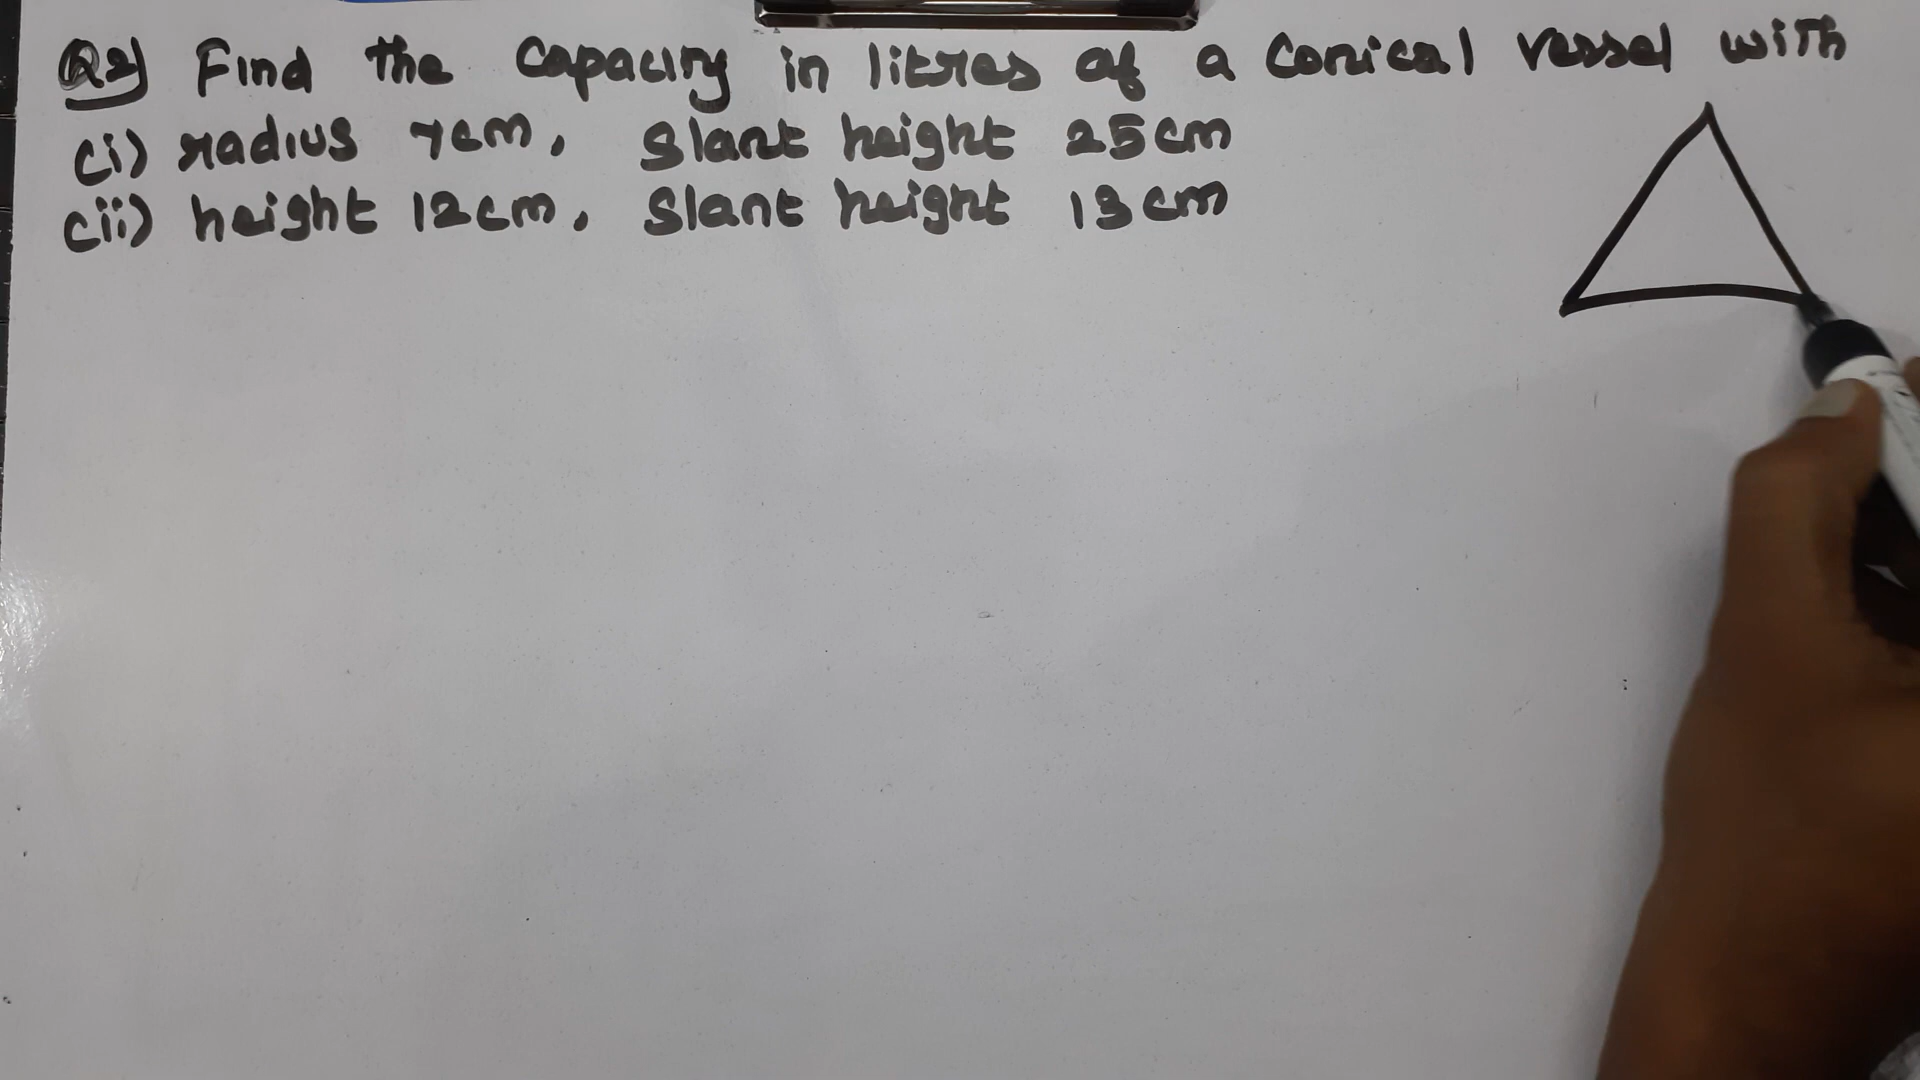 Q2) Find the capacity in litres of a conical vessel with
(i) radius 7cm, slant height 25cm
(ii) height 12cm, slant height 13cm